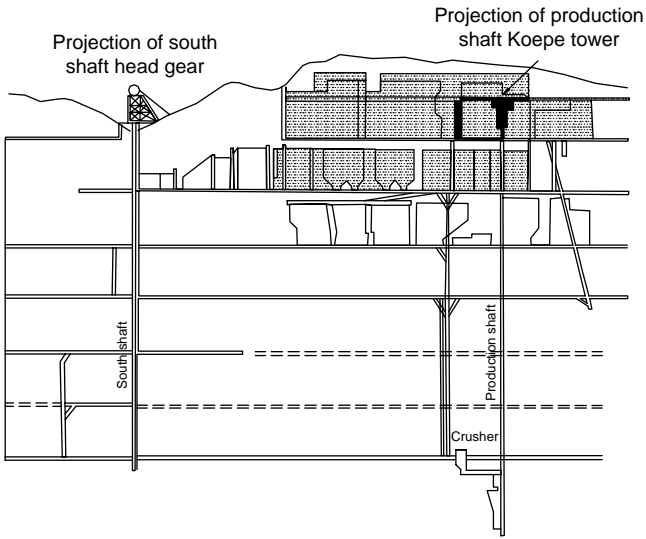 Projection of production
shaft Koepe tower
Projection of south
shaft head gear
South shaft
Production shaft
Crusher